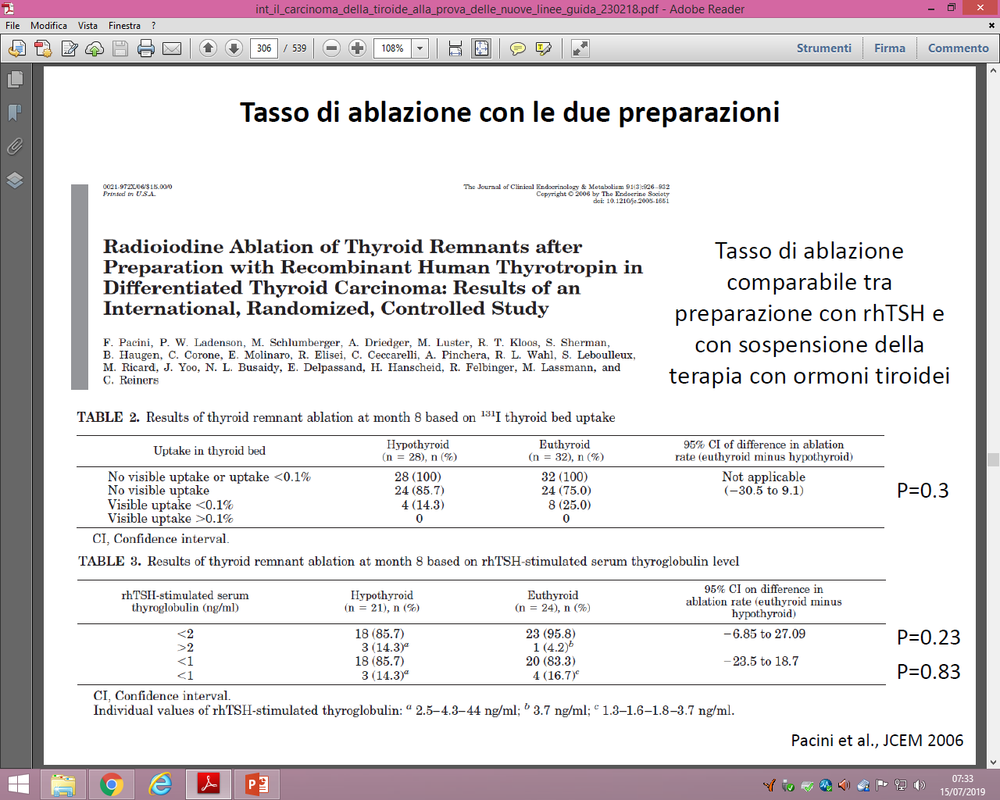 int_il_carcinoma_della_tiroide_alla_prova_delle_nuove_linee_guida_230218.pdf - Adobe Reader
File Modifica Vista Finestra ?
306 / 539 108% Strumenti Firma Commento
Tasso di ablazione con le due preparazioni
0021-972X/06/$15.00/0
Printed in U.S.A.
The Journal of Clinical Endocrinology & Metabolism 91(3):926–932
Copyright © 2006 by The Endocrine Society
doi: 10.1210/jc.2005-1651
Radioiodine Ablation of Thyroid Remnants after
Preparation with Recombinant Human Thyrotropin in
Differentiated Thyroid Carcinoma: Results of an
International, Randomized, Controlled Study
F. Pacini, P. W. Ladenson, M. Schlumberger, A. Driedger, M. Luster, R. T. Kloos, S. Sherman,
B. Haugen, C. Corone, E. Molinaro, R. Elisei, C. Ceccarelli, A. Pinchera, R. L. Wahl, S. Leboulleux,
M. Ricard, J. Yoo, N. L. Busaidy, E. Delpassand, H. Hanscheid, R. Felbinger, M. Lassmann, and
C. Reiners
Tasso di ablazione
comparabile tra
preparazione con rhTSH e
con sospensione della
terapia con ormoni tiroidei
TABLE 2. Results of thyroid remnant ablation at month 8 based on ¹³¹I thyroid bed uptake
Uptake in thyroid bed
Hypothyroid
(n = 28), n (%)
Euthyroid
(n = 32), n (%)
95% CI of difference in ablation
rate (euthyroid minus hypothyroid)
No visible uptake or uptake <0.1% 28 (100) 32 (100) Not applicable
No visible uptake 24 (85.7) 24 (75.0) (−30.5 to 9.1) P=0.3
Visible uptake <0.1% 4 (14.3) 8 (25.0)
Visible uptake >0.1% 0 0
CI, Confidence interval.
TABLE 3. Results of thyroid remnant ablation at month 8 based on rhTSH-stimulated serum thyroglobulin level
rhTSH-stimulated serum
thyroglobulin (ng/ml)
Hypothyroid
(n = 21), n (%)
Euthyroid
(n = 24), n (%)
95% CI on difference in
ablation rate (euthyroid minus
hypothyroid)
<2 18 (85.7) 23 (95.8) −6.85 to 27.09 P=0.23
>2 3 (14.3)ᵃ 1 (4.2)ᵇ
<1 18 (85.7) 20 (83.3) −23.5 to 18.7
<1 3 (14.3)ᵃ 4 (16.7)ᶜ P=0.83
CI, Confidence interval.
Individual values of rhTSH-stimulated thyroglobulin: ᵃ 2.5–4.3–44 ng/ml; ᵇ 3.7 ng/ml; ᶜ 1.3–1.6–1.8–3.7 ng/ml.
Pacini et al., JCEM 2006
07:33
15/07/2019